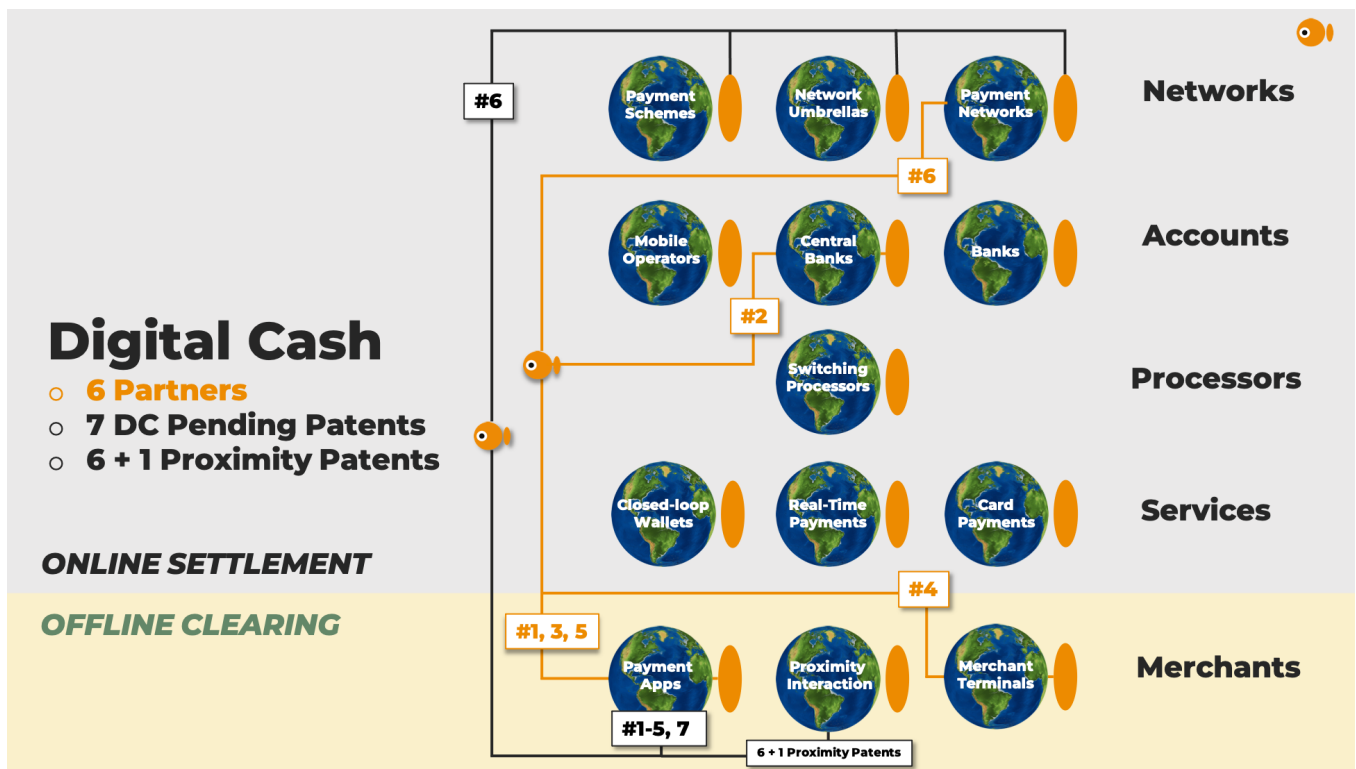 #6
Payment
Schemes
Network
Umbrellas
Payment
Networks
Networks
#6
Mobile
Operators
Central
Banks
Banks
Accounts
#2
Digital Cash
6 Partners
7 DC Pending Patents
6 + 1 Proximity Patents
Switching
Processors
Processors
Closed-loop
Wallets
Real-Time
Payments
Card
Payments
Services
ONLINE SETTLEMENT
#4
OFFLINE CLEARING
#1, 3, 5
Payment
Apps
Proximity
Interaction
Merchant
Terminals
Merchants
#1-5, 7
6 + 1 Proximity Patents